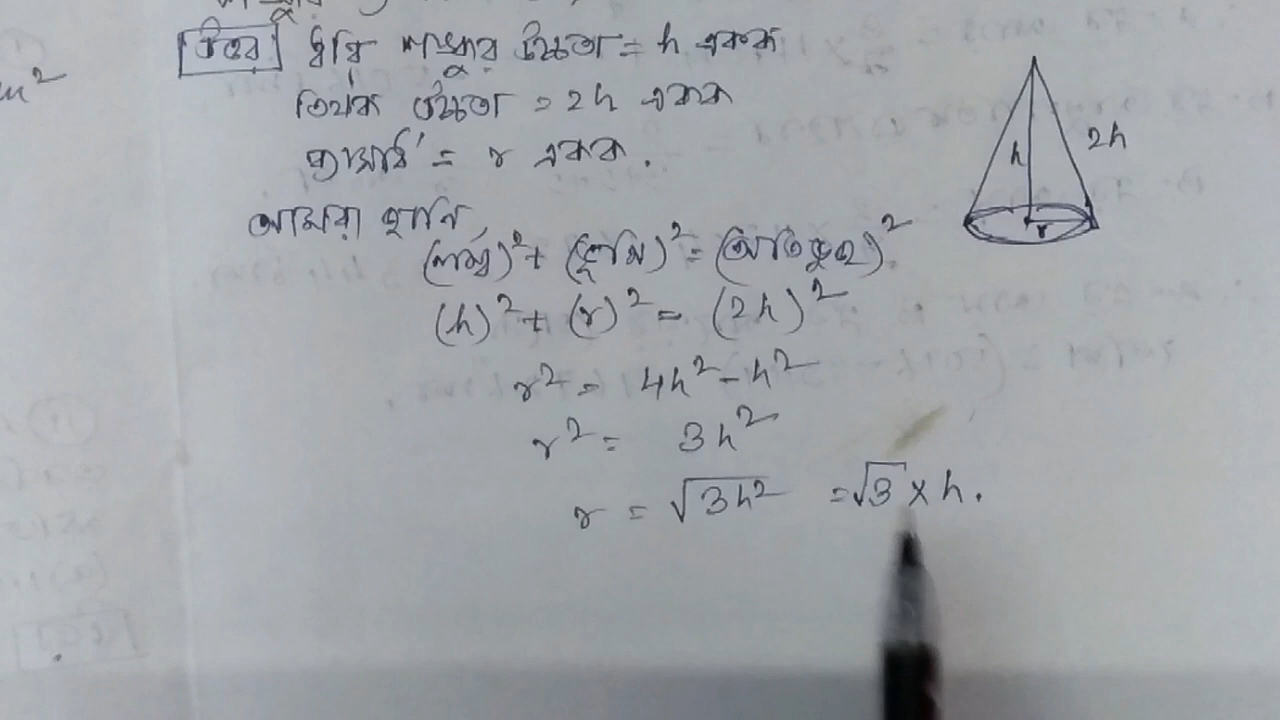 উত্তর ধরি শঙ্কুর উচ্চতা = h একক
তির্যক উচ্চতা = 2h একক
ব্যাসার্ধ = r একক.
আমরা জানি,
(লম্ব)² + (ভূমি)² = (অতিভুজ)²
(h)² + (r)² = (2h)²
r² = 4h² - h²
r² = 3h²
r = √3h² = √3 × h.
h
2h
r
m²